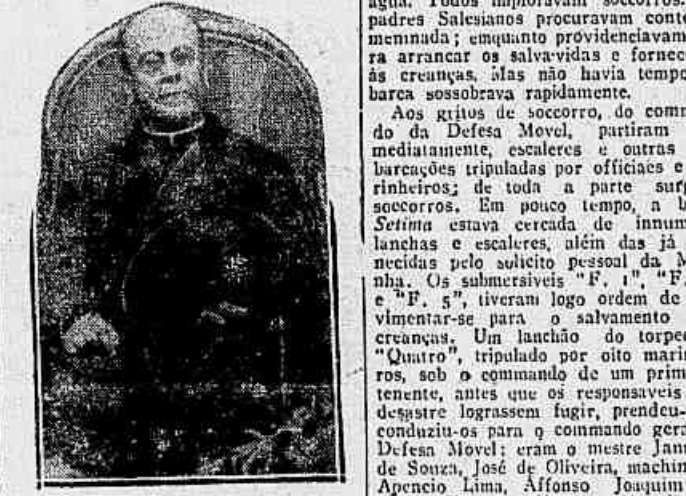 agua. Todos imploravam soccorros.
padres Salesianos procuravam conte
meninada; emquanto providenciavam
ra arrancar os salva-vidas e fornec
ás creanças. Mas não havia tempo
barca sossobrava rapidamente.
Aos gritos de soccorro, do comm
do da Defesa Movel, partiram
mediatamente, escaleres e outras
barcações tripuladas por officiaes e
rinheiros; de toda a parte surg
soccorros. Em pouco tempo, a b
Setima estava cercada de innum
lanchas e escaleres, além das já
necidas pelo solicito pessoal da M
nha. Os submersiveis "F. 1", "F.
e "F. 5", tiveram logo ordem de
vimentar-se para o salvamento
creanças. Um lanchão do torped
"Quatro", tripulado por oito marin
ros, sob o commando de um prim
tenente, antes que os responsaveis
desastre lograssem fugir, prendeu-
conduziu-os para o commando gera
Defesa Movel: eram o mestre Janu
de Souza, José de Oliveira, machin
Apencio Lima, Affonso Joaquim